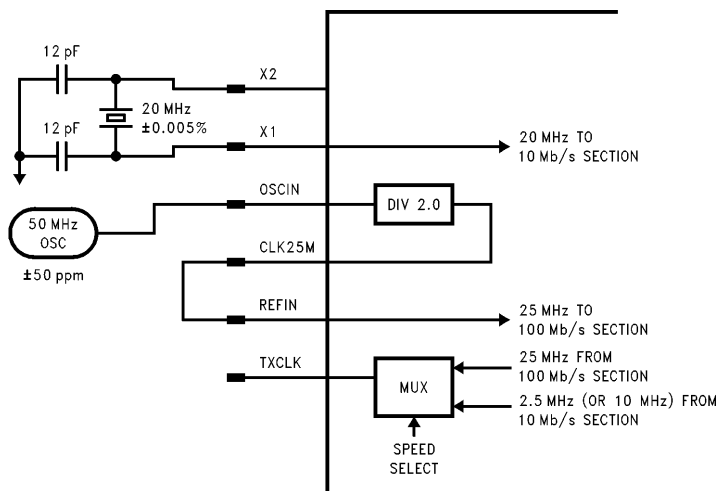 12 pF
X2
20 MHz
±0.005%
12 pF
X1
20 MHz TO
10 Mb/s SECTION
OSCIN
50 MHz
OSC
DIV 2.0
±50 ppm
CLK25M
REFIN
25 MHz TO
100 Mb/s SECTION
TXCLK
MUX
25 MHz FROM
100 Mb/s SECTION
2.5 MHz (OR 10 MHz) FROM
10 Mb/s SECTION
SPEED
SELECT